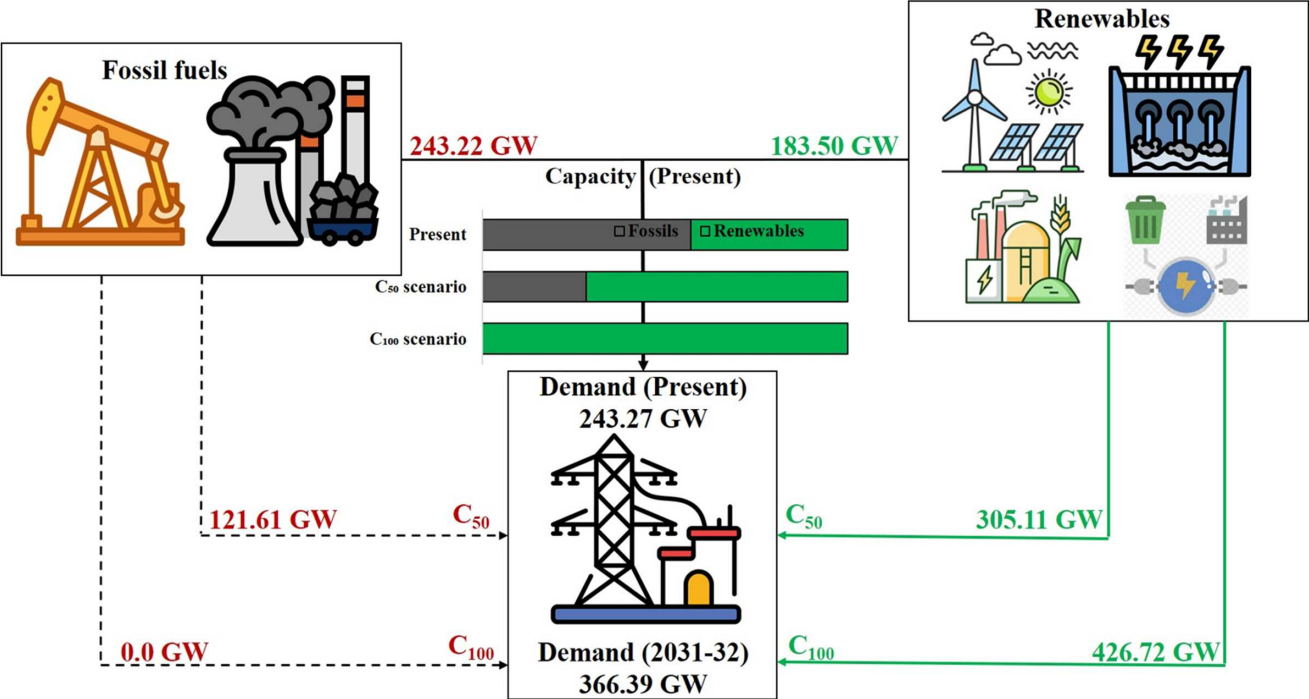 Renewables
Fossil fuels
243.22 GW
183.50 GW
Capacity (Present)
Present
Fossils
Renewables
C₅₀ scenario
C₁₀₀ scenario
Demand (Present)
243.27 GW
121.61 GW
C₅₀
C₅₀
305.11 GW
0.0 GW
C₁₀₀
Demand (2031-32)
366.39 GW
C₁₀₀
426.72 GW